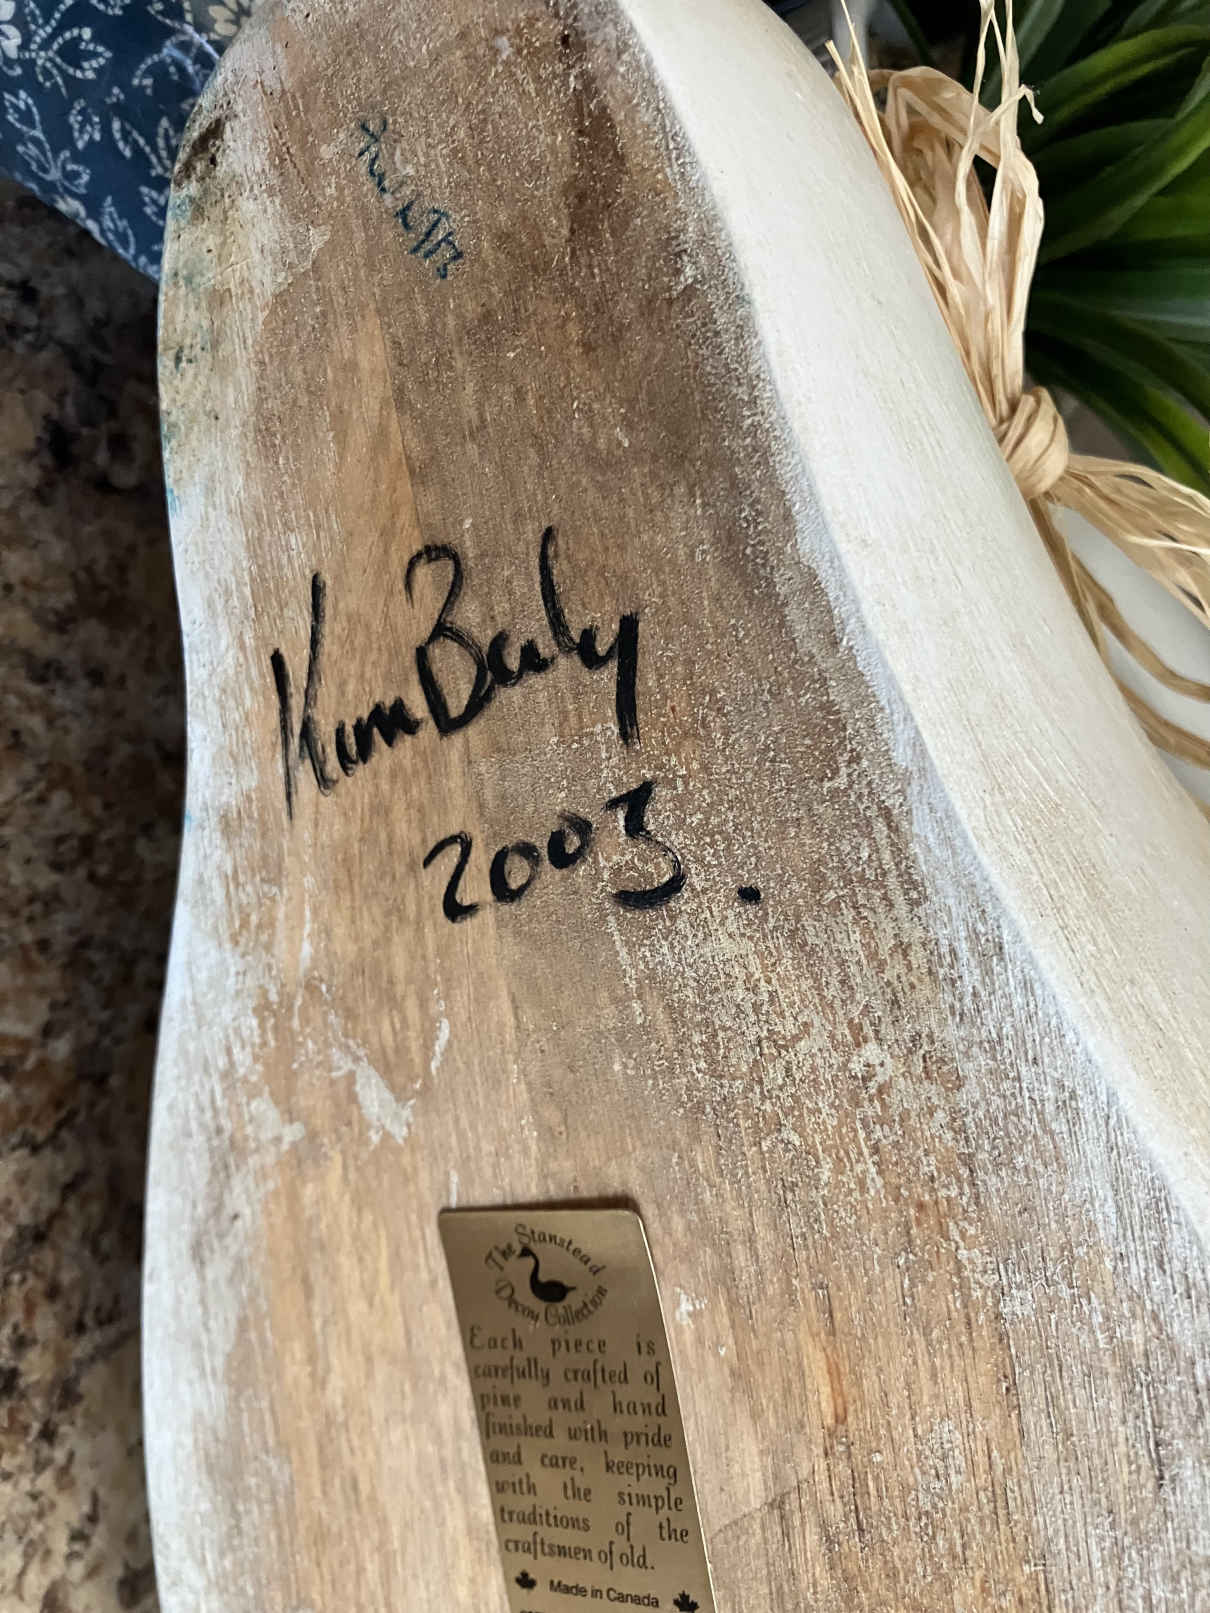 Kim Baily
2003.
The Stanstead
Decoy Collection
Each piece is
carefully crafted of
pine and hand
finished with pride
and care, keeping
with the simple
traditions of the
craftsmen of old.
Made in Canada